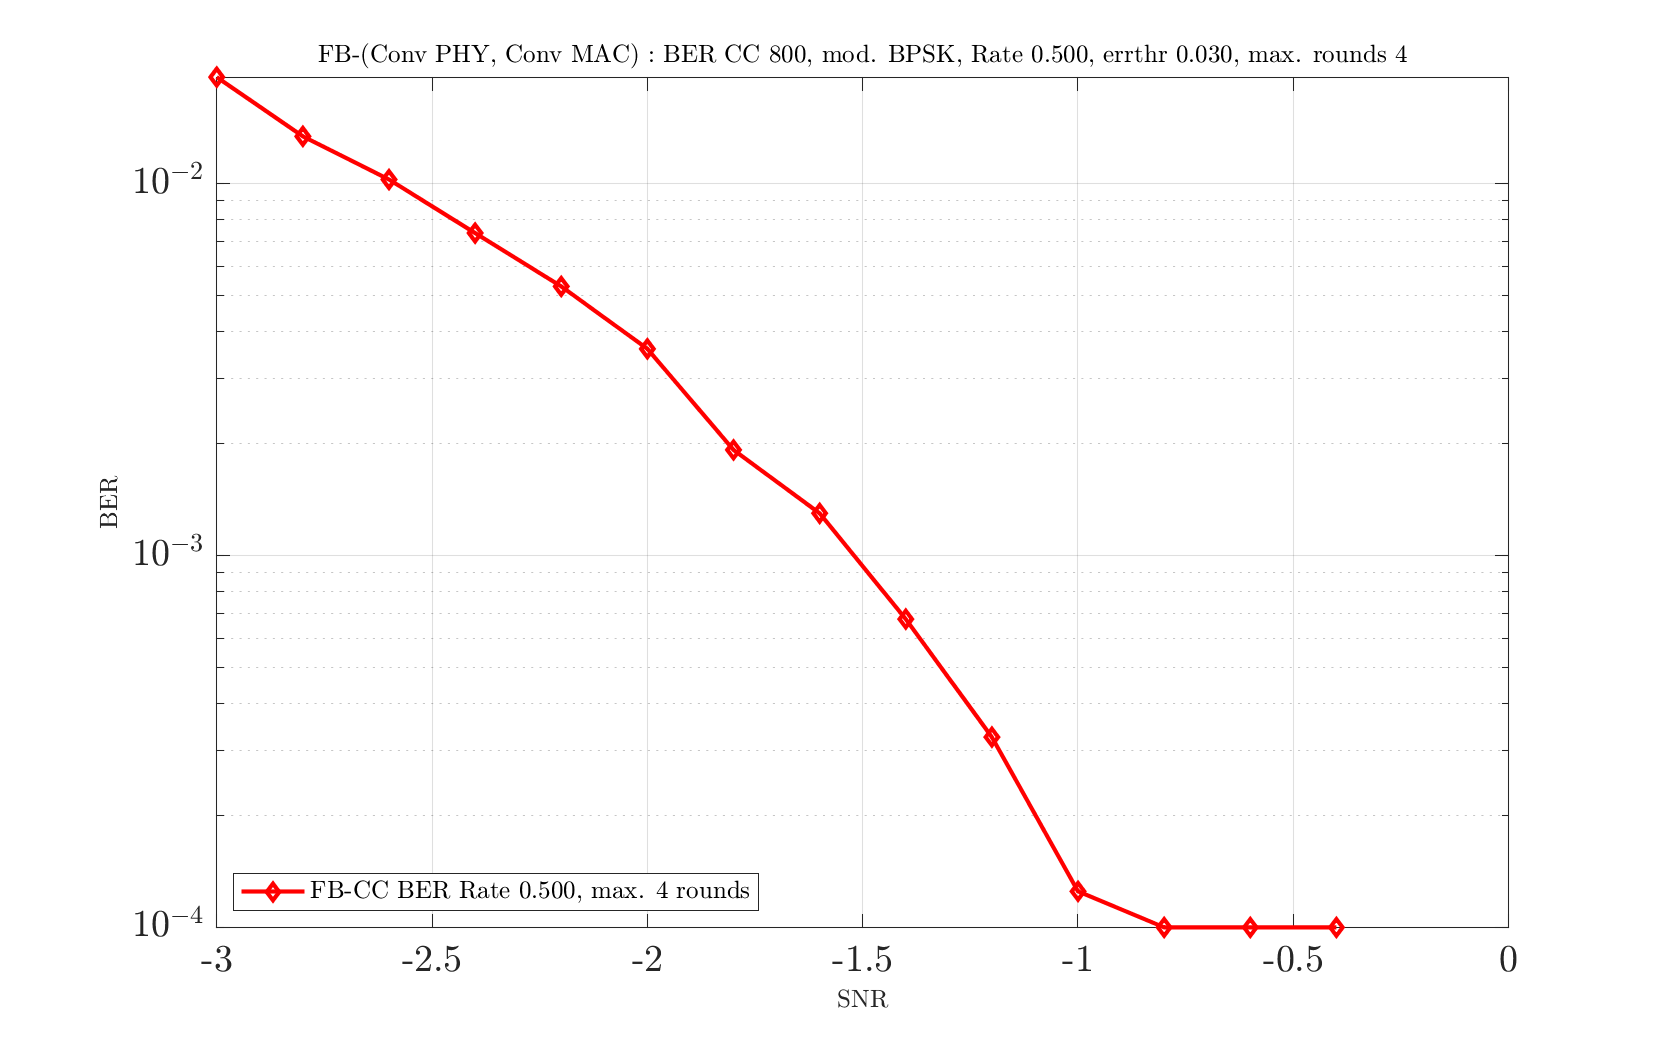 FB-(Conv PHY, Conv MAC) : BER CC 800, mod. BPSK, Rate 0.500, errthr 0.030, max. rounds 4
10⁻²
10⁻³
10⁻⁴
BER
FB-CC BER Rate 0.500, max. 4 rounds
-3 -2.5 -2 -1.5 -1 -0.5 0
SNR